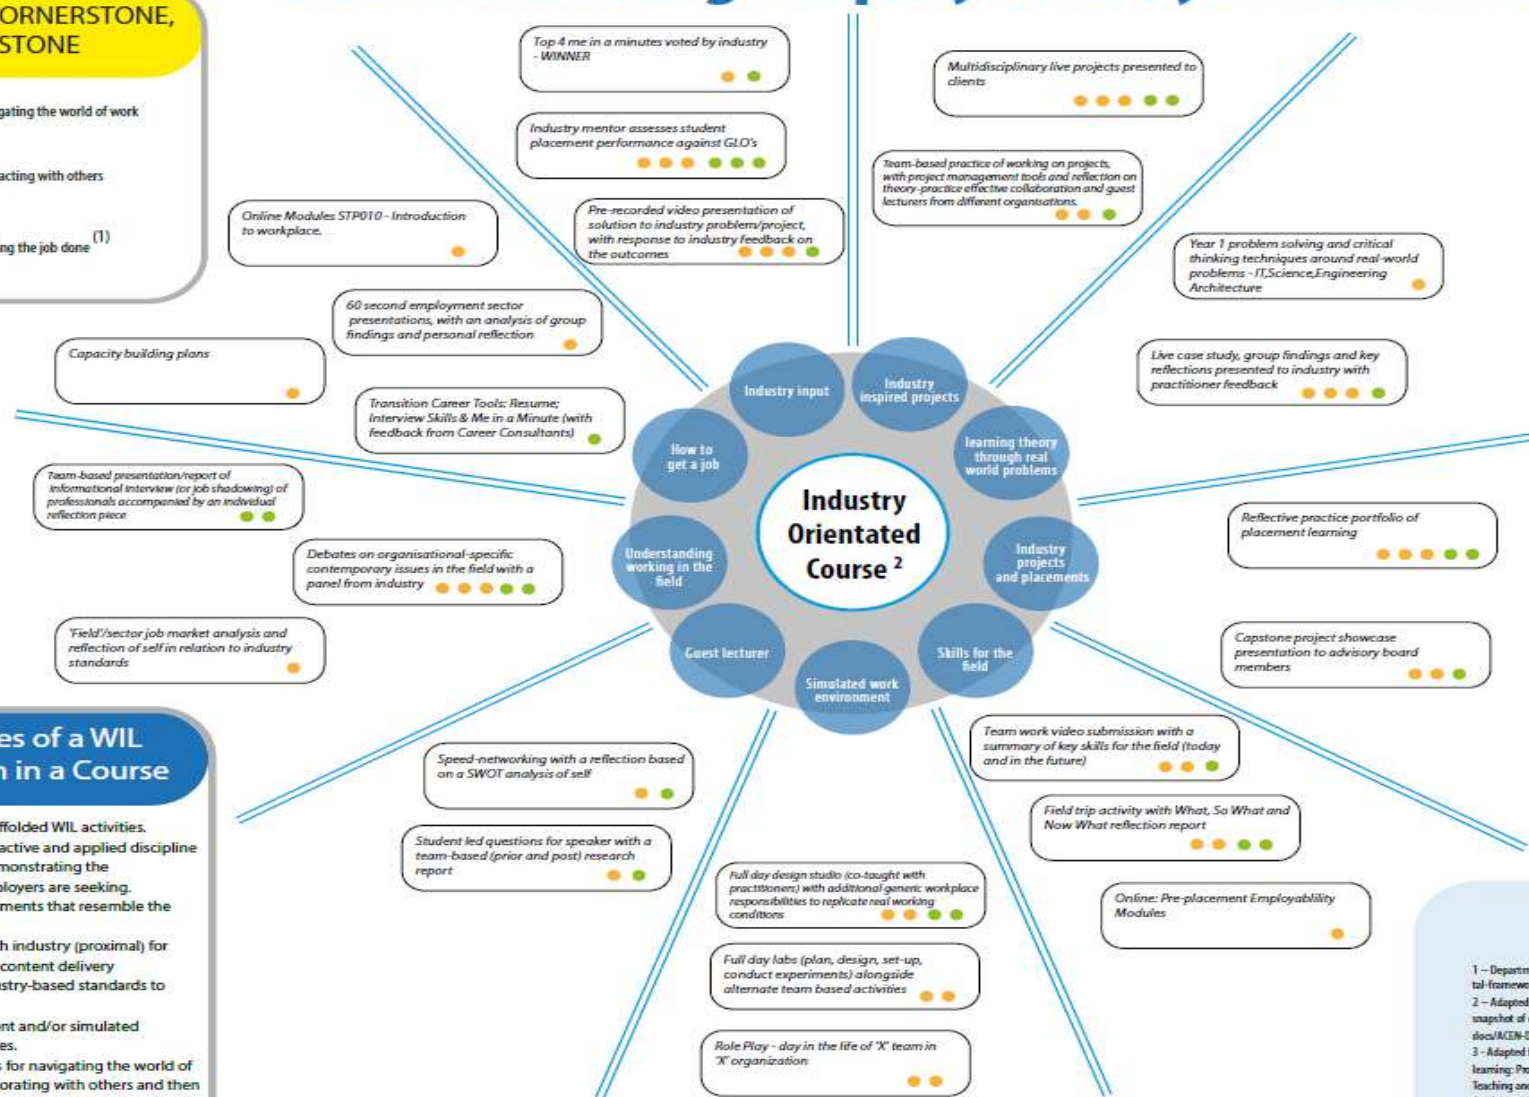 ORNERSTONE,
STONE
gating the world of work
acting with others
ng the job done (1)
Top 4 me in a minutes voted by industry
- WINNER
Industry mentor assesses student
placement performance against GLO's
Pre-recorded video presentation of
solution to industry problem/project,
with response to industry feedback on
the outcomes
Multidisciplinary live projects presented to
clients
Team-based practice of working on projects,
with project management tools and reflection on
theory-practice effective collaboration and guest
lecturers from different organisations.
Online Modules STP010 - Introduction
to workplace.
60 second employment sector
presentations, with an analysis of group
findings and personal reflection
Transition Career Tools: Resume;
Interview Skills & Me in a Minute (with
feedback from Career Consultants)
Capacity building plans
Year 1 problem solving and critical
thinking techniques around real-world
problems - IT,Science,Engineering
Architecture
Live case study, group findings and key
reflections presented to industry with
practitioner feedback
Team-based presentation/report of
informational interview (or job shadowing) of
professionals accompanied by an individual
reflection piece
Debates on organisational-specific
contemporary issues in the field with a
panel from industry
'Field'/sector job market analysis and
reflection of self in relation to industry
standards
Industry input
Industry
inspired projects
How to
get a job
learning theory
through real
world problems
Industry
Orientated
Course 2
Understanding
working in the
field
Industry
projects
and placements
Guest lecturer
Skills for the
field
Simulated work
environment
Reflective practice portfolio of
placement learning
Capstone project showcase
presentation to advisory board
members
es of a WIL
n in a Course
ffolded WIL activities.
active and applied discipline
monstrating the
ployers are seeking.
ments that resemble the
h industry (proximal) for
content delivery
ustry-based standards to
ent and/or simulated
es.
s for navigating the world of
orating with others and then
Speed-networking with a reflection based
on a SWOT analysis of self
Student led questions for speaker with a
team-based (prior and post) research
report
Full day design studio (co-taught with
practitioners) with additional generic workplace
responsibilities to replicate real working
conditions
Full day labs (plan, design, set-up,
conduct experiments) alongside
alternate team based activities
Role Play - day in the life of 'X' team in
'X' organization
Team work video submission with a
summary of key skills for the field (today
and in the future)
Field trip activity with What, So What and
Now What reflection report
Online: Pre-placement Employablility
Modules
1 – Departm
tal-framewo
2 – Adapted
snapshot of
docs/ACEN-D
3 - Adapted
learning: Pro
Teaching and